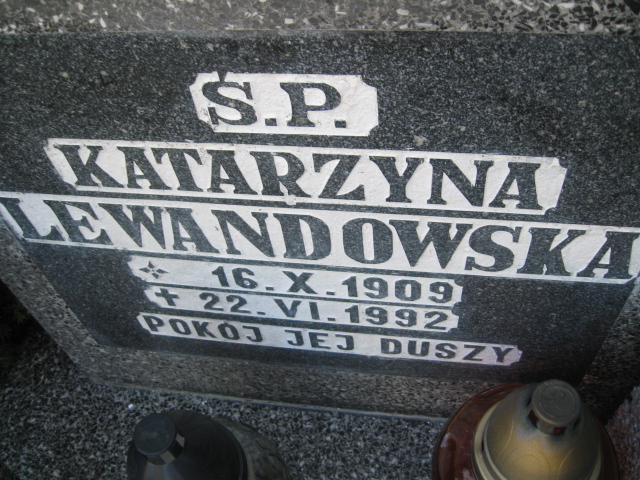 Ś.P.
KATARZYNA
LEWANDOWSKA
16.X.1909
✝ 22.VI.1992
POKÓJ JEJ DUSZY